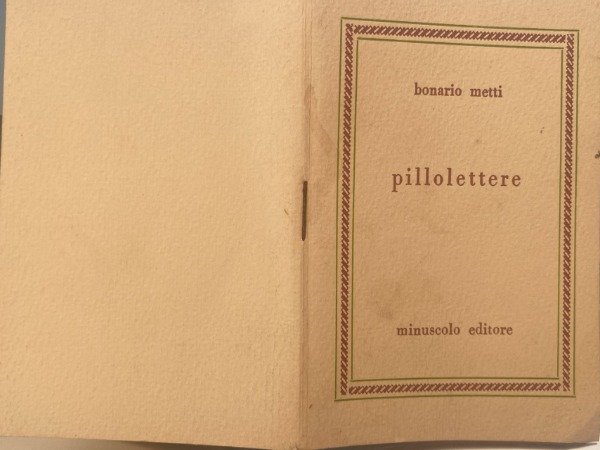 bonario metti
pillolettere
minuscolo editore